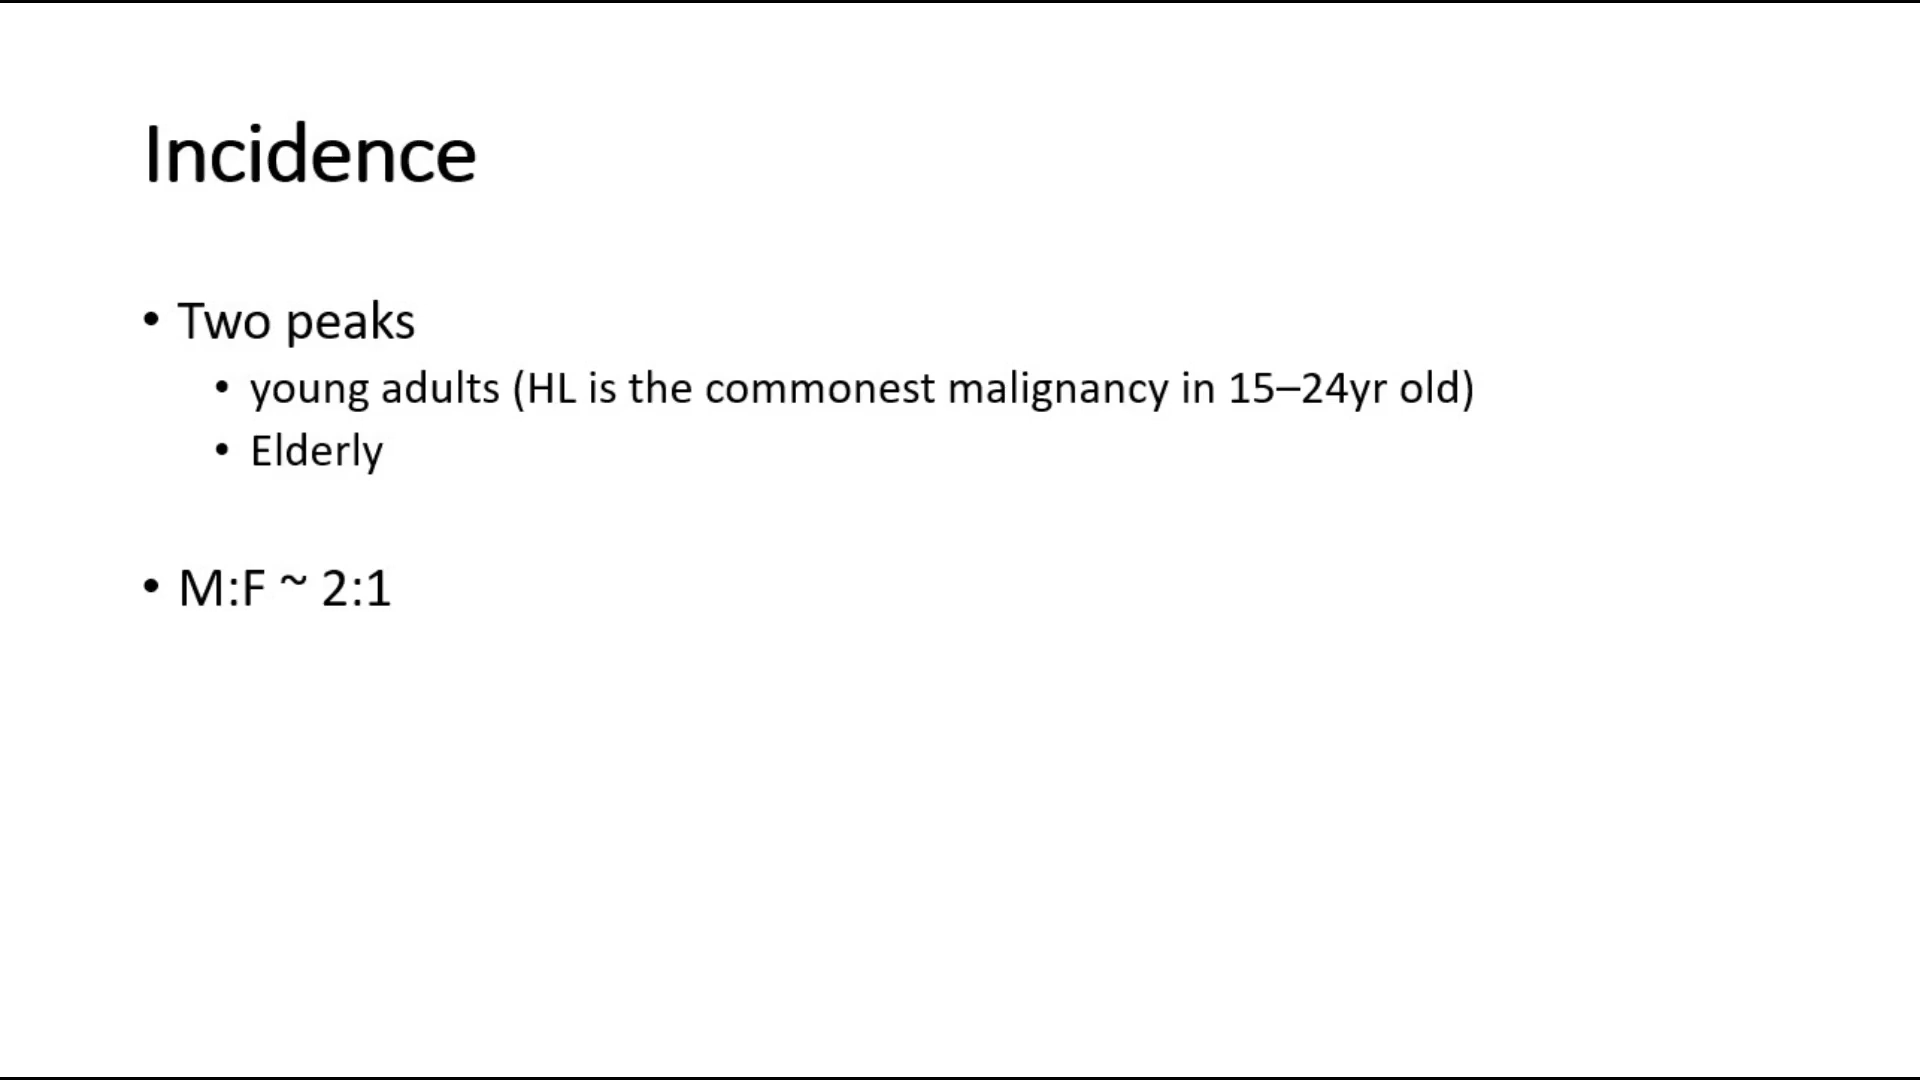 Incidence
• Two peaks
• young adults (HL is the commonest malignancy in 15–24yr old)
• Elderly
• M:F ~ 2:1